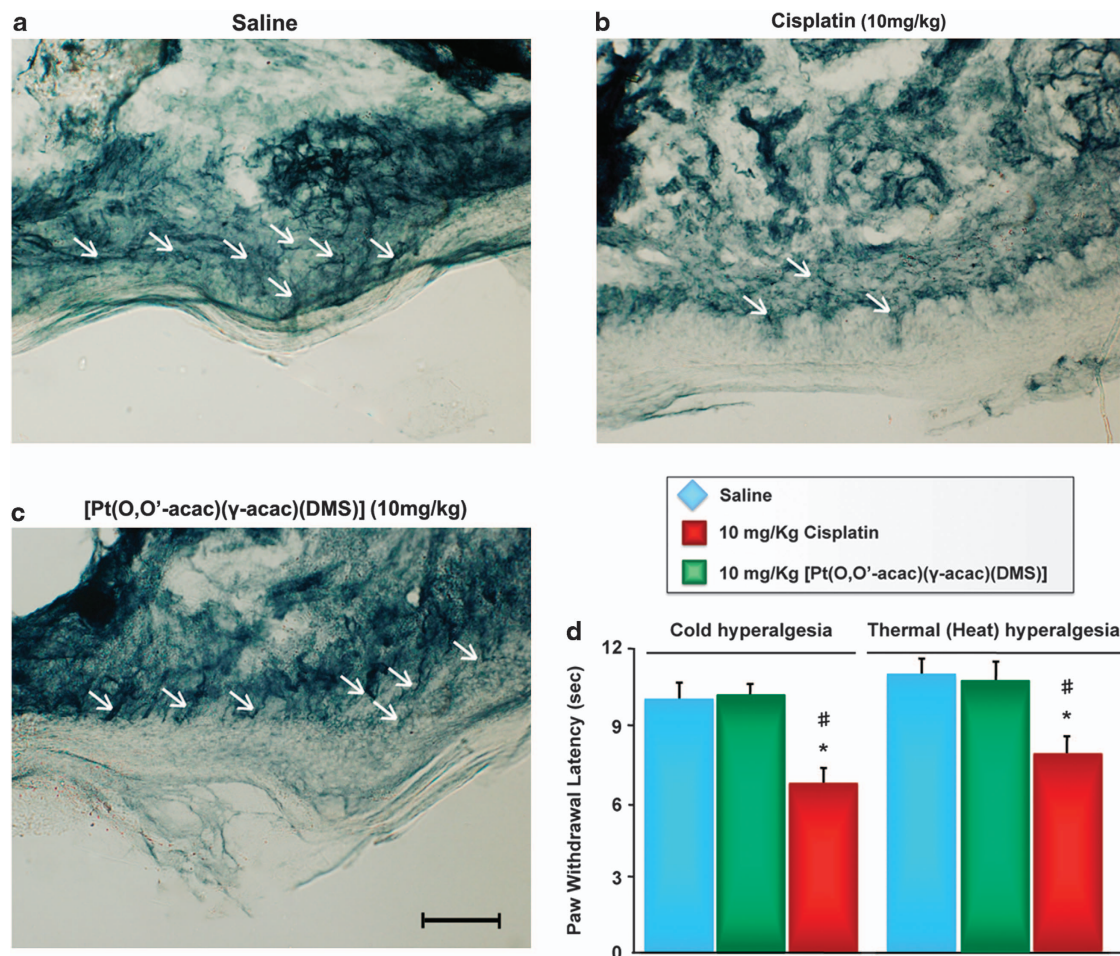 a
Saline
b
Cisplatin (10mg/kg)
c
[Pt(O,O'-acac)(γ-acac)(DMS)] (10mg/kg)
Saline
10 mg/Kg Cisplatin
10 mg/Kg [Pt(O,O'-acac)(γ-acac)(DMS)]
d
Cold hyperalgesia
Thermal (Heat) hyperalgesia
Paw Withdrawal Latency (sec)
12
9
6
3
0
#
*
#
*